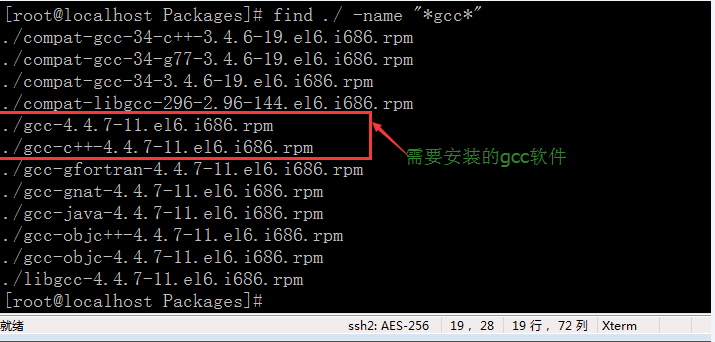 [root@localhost Packages]# find ./ -name "*gcc*"
./compat-gcc-34-c++-3.4.6-19.el6.i686.rpm
./compat-gcc-34-g77-3.4.6-19.el6.i686.rpm
./compat-gcc-34-3.4.6-19.el6.i686.rpm
./compat-libgcc-296-2.96-144.el6.i686.rpm
./gcc-4.4.7-11.el6.i686.rpm
./gcc-c++-4.4.7-11.el6.i686.rpm
需要安装的gcc软件
./gcc-gfortran-4.4.7-11.el6.i686.rpm
./gcc-gnat-4.4.7-11.el6.i686.rpm
./gcc-java-4.4.7-11.el6.i686.rpm
./gcc-objc++-4.4.7-11.el6.i686.rpm
./gcc-objc-4.4.7-11.el6.i686.rpm
./libgcc-4.4.7-11.el6.i686.rpm
[root@localhost Packages]#
就绪 ssh2: AES-256 19, 28 19 行, 72 列 Xterm